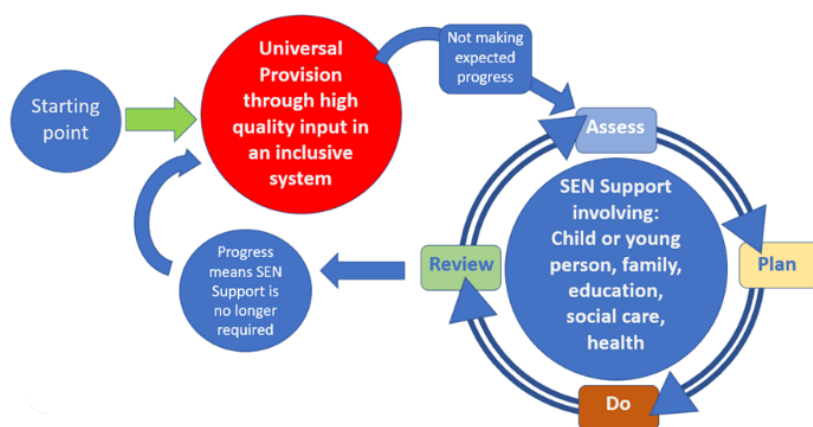 Starting
point
Universal
Provision
through high
quality input in
an inclusive
system
Not making
expected
progress
Assess
Plan
Do
Review
SEN Support
involving:
Child or young
person, family,
education,
social care,
health
Progress
means SEN
Support is
no longer
required